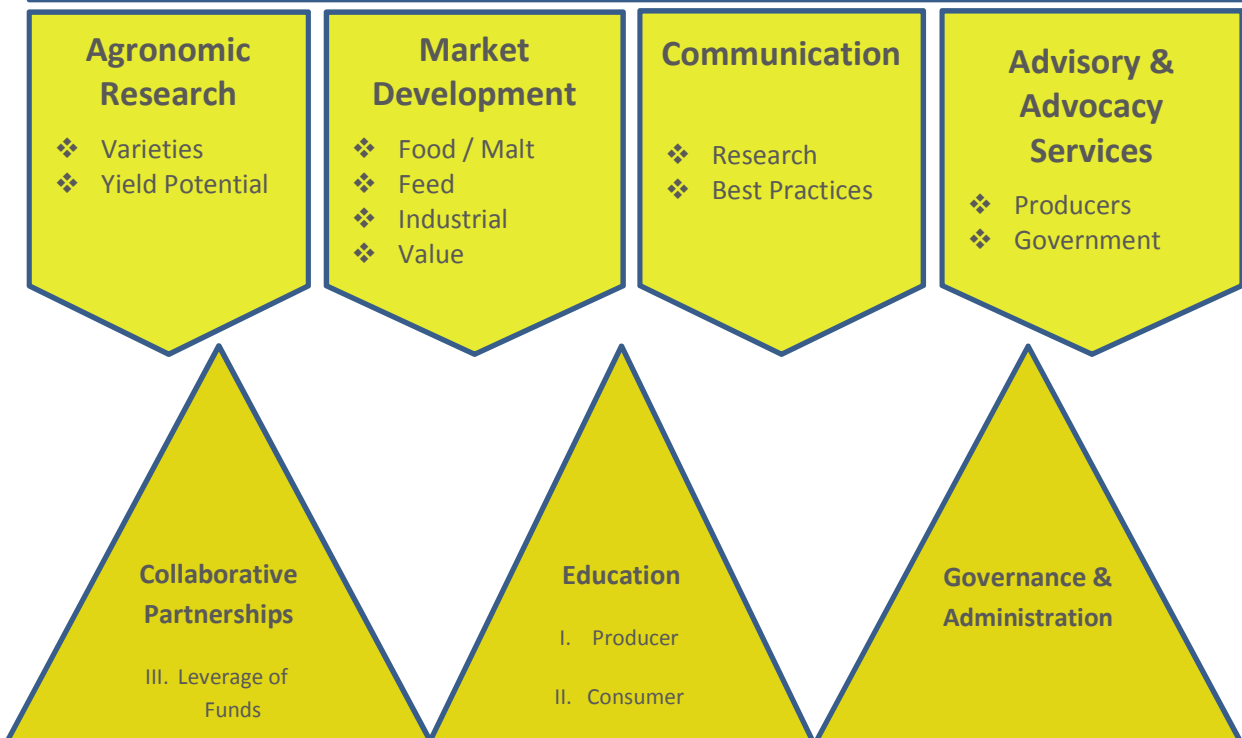 Agronomic
Research
❖ Varieties
❖ Yield Potential
Market
Development
❖ Food / Malt
❖ Feed
❖ Industrial
❖ Value
Communication
❖ Research
❖ Best Practices
Advisory &
Advocacy
Services
❖ Producers
❖ Government
Collaborative
Partnerships
III. Leverage of
Funds
Education
I. Producer
II. Consumer
Governance &
Administration